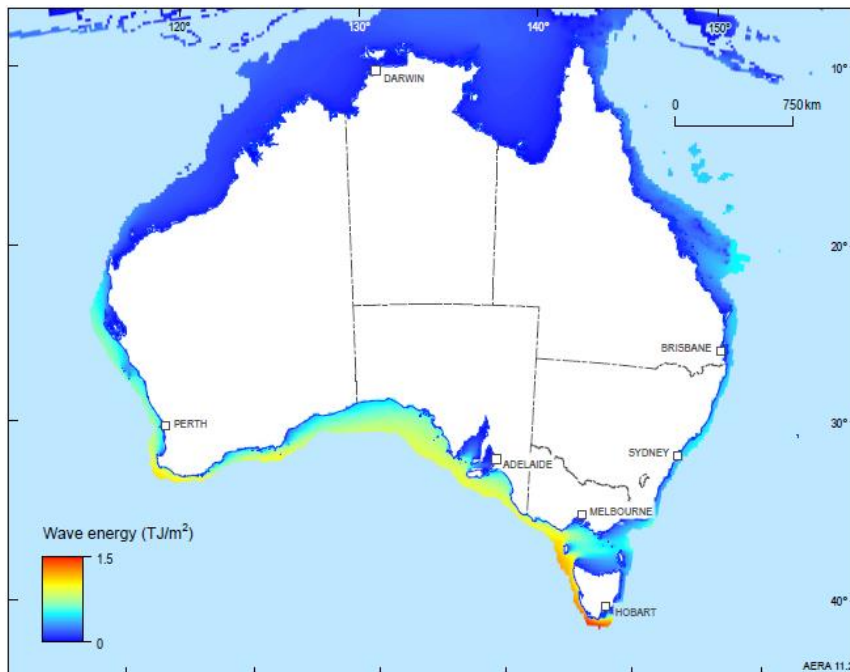 120° 130° 140° 150°
10°
DARWIN
0 750 km
20°
BRISBANE
30°
PERTH
SYDNEY
ADELAIDE
MELBOURNE
Wave energy (TJ/m²)
1.5
0
40°
HOBART
AERA 11.